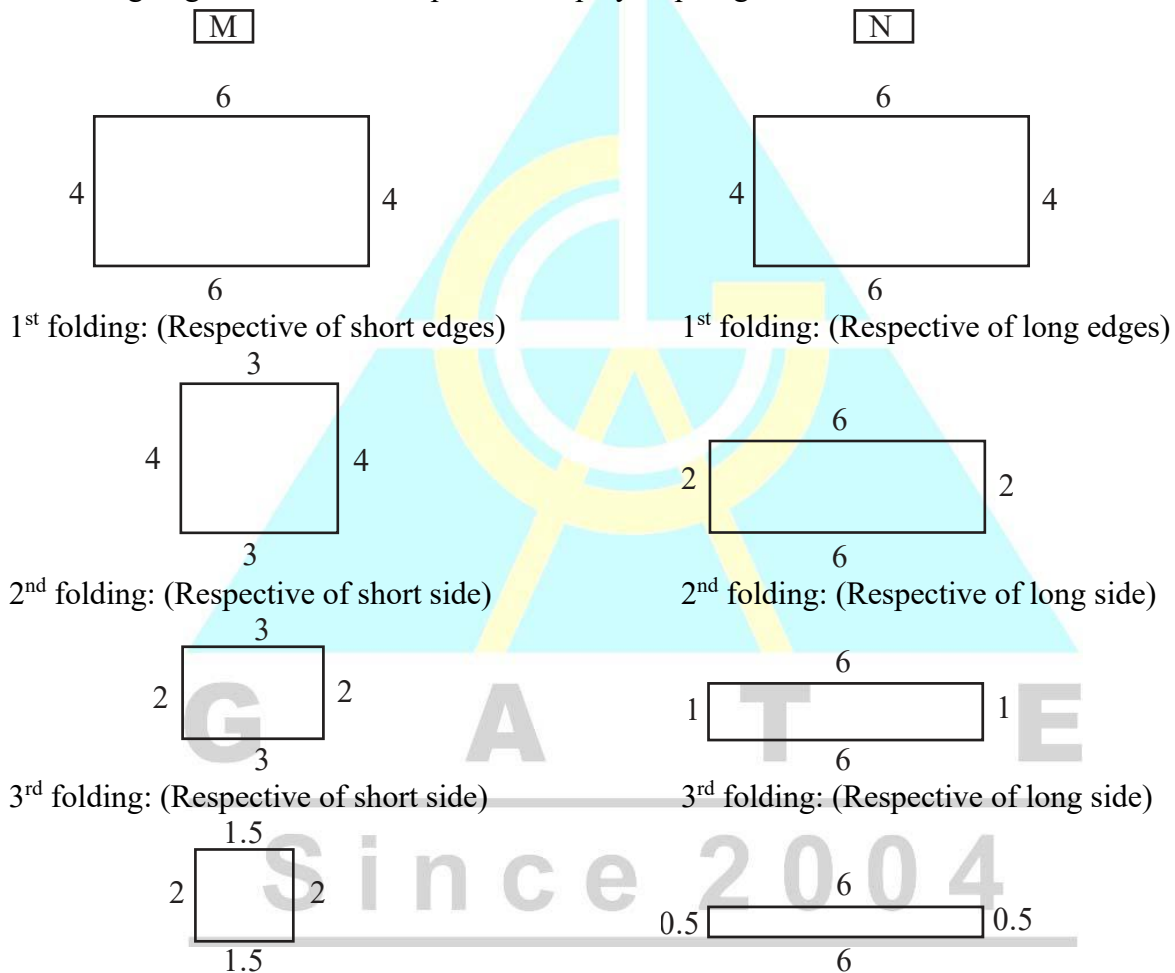 M N
6 6
4 4 4 4
6 6
1st folding: (Respective of short edges) 1st folding: (Respective of long edges)
3
6
4 4
2 2
3 6
2nd folding: (Respective of short side) 2nd folding: (Respective of long side)
3
6
2 2 1 1
3 6
3rd folding: (Respective of short side) 3rd folding: (Respective of long side)
1.5
6
2 2 0.5 0.5
1.5 6
G A T E
Since 2004